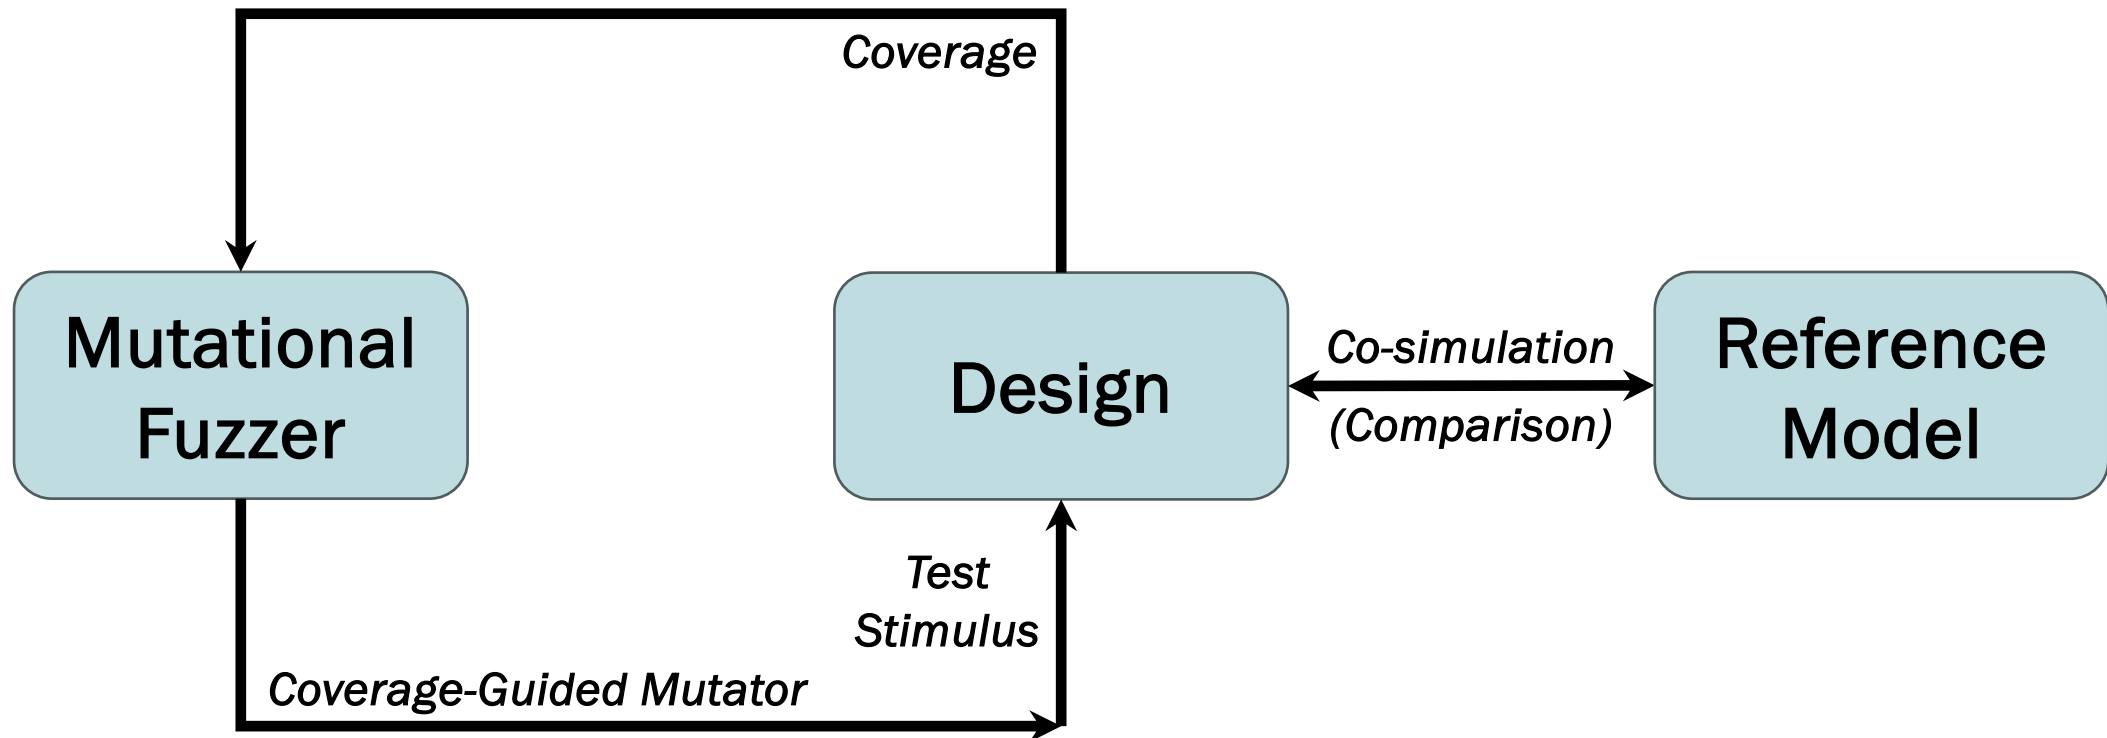 Coverage
Mutational
Fuzzer
Design
Co-simulation
(Comparison)
Reference
Model
Test
Stimulus
Coverage-Guided Mutator